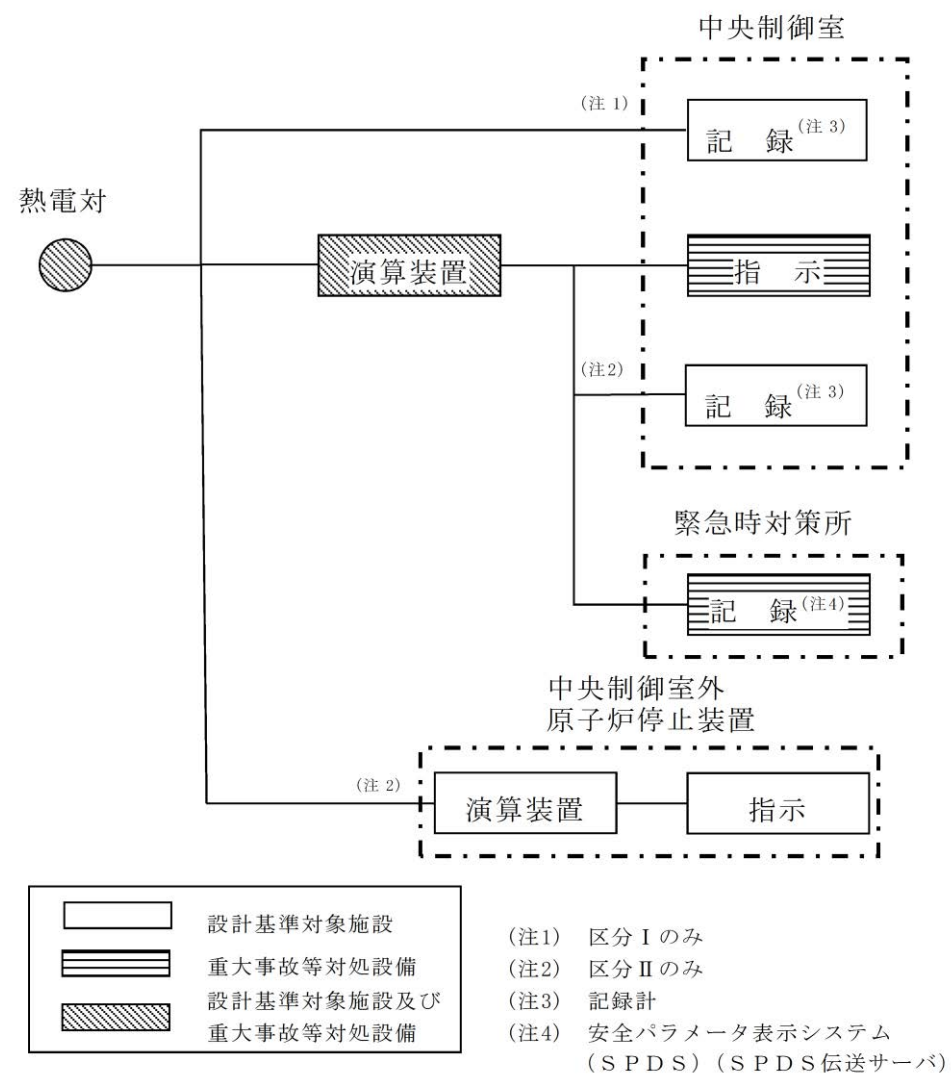 中央制御室
(注 1)
記　録(注 3)
熱電対
演算装置
指　示
(注2)
記　録(注 3)
緊急時対策所
記　録(注4)
中央制御室外
原子炉停止装置
(注 2)
演算装置
指示
設計基準対象施設
重大事故等対処設備
設計基準対象施設及び
重大事故等対処設備
(注1)　区分Ⅰのみ
(注2)　区分Ⅱのみ
(注3)　記録計
(注4)　安全パラメータ表示システム
（ＳＰＤＳ）（ＳＰＤＳ伝送サーバ）